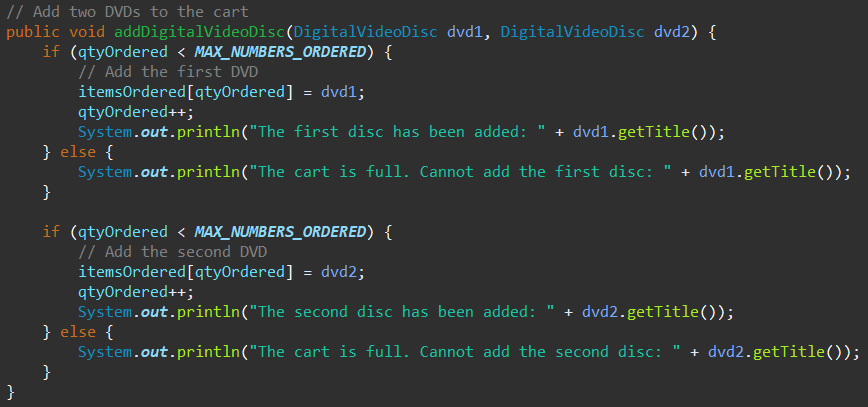 // Add two DVDs to the cart
public void addDigitalVideoDisc(DigitalVideoDisc dvd1, DigitalVideoDisc dvd2) {
    if (qtyOrdered < MAX_NUMBERS_ORDERED) {
        // Add the first DVD
        itemsOrdered[qtyOrdered] = dvd1;
        qtyOrdered++;
        System.out.println("The first disc has been added: " + dvd1.getTitle());
    } else {
        System.out.println("The cart is full. Cannot add the first disc: " + dvd1.getTitle());
    }

    if (qtyOrdered < MAX_NUMBERS_ORDERED) {
        // Add the second DVD
        itemsOrdered[qtyOrdered] = dvd2;
        qtyOrdered++;
        System.out.println("The second disc has been added: " + dvd2.getTitle());
    } else {
        System.out.println("The cart is full. Cannot add the second disc: " + dvd2.getTitle());
    }
}